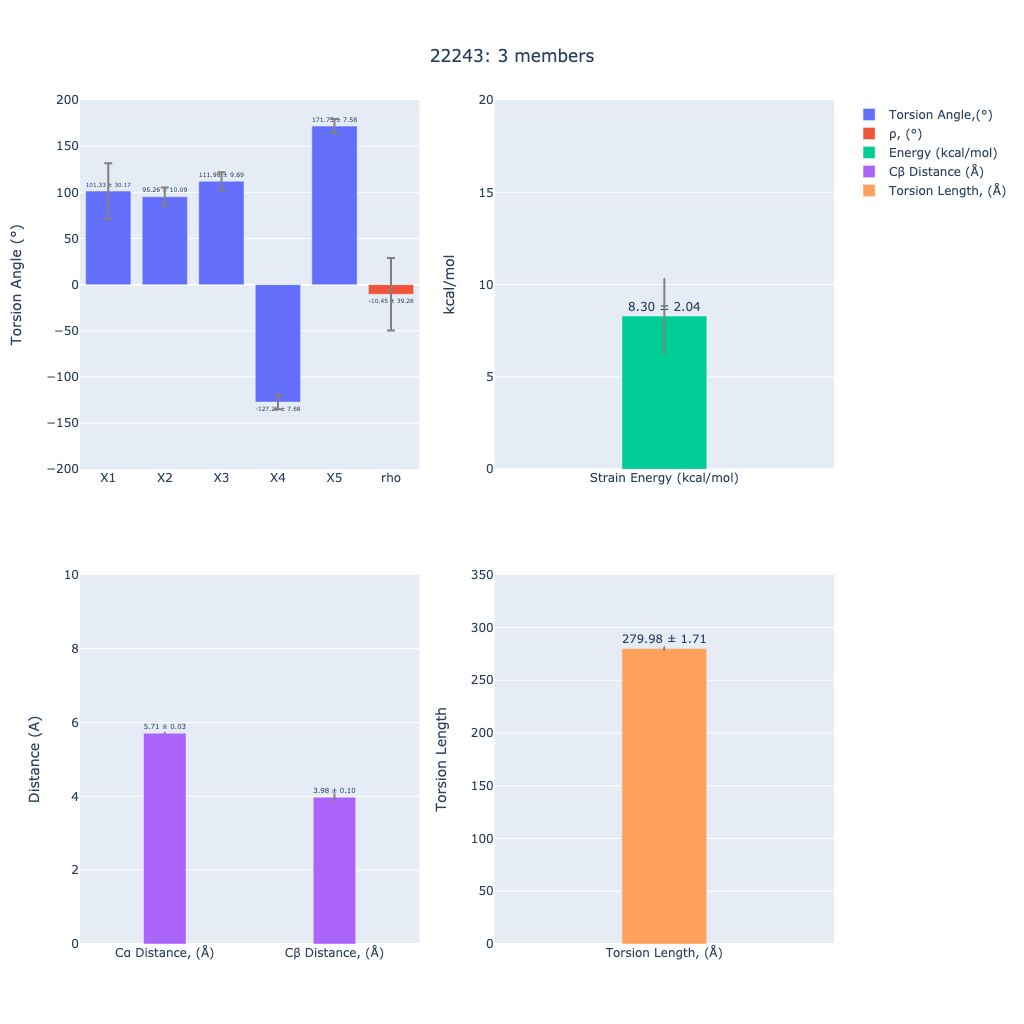 22243: 3 members
200
150
100
50
0
−50
−100
−150
−200
Torsion Angle (°)
101.33 ± 30.17
95.26 ± 10.09
± 9.69
± 7.68
± 7.58
-10.45 ± 39.26
X1
X2
X3
X4
X5
rho
20
15
10
5
0
kcal/mol
8.30 ± 2.04
Strain Energy (kcal/mol)
Torsion Angle,(°)
ρ, (°)
Energy (kcal/mol)
Cβ Distance (Å)
Torsion Length, (Å)
10
8
6
4
2
0
Distance (A)
5.71 ± 0.03
3.98 ± 0.10
Cα Distance, (Å)
Cβ Distance, (Å)
350
300
250
200
150
100
50
0
Torsion Length
279.98 ± 1.71
Torsion Length, (Å)